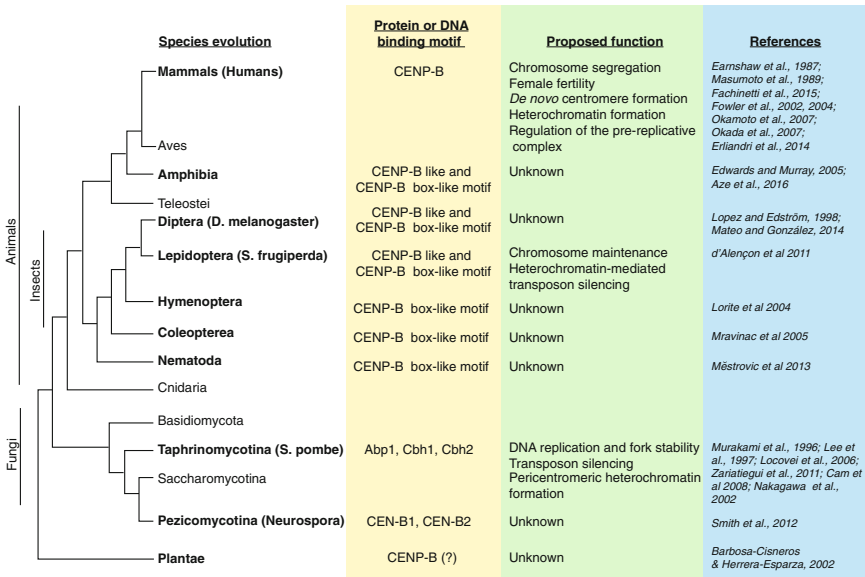 Species evolution
Protein or DNA
binding motif
Proposed function
References
Mammals (Humans)
CENP-B
Chromosome segregation
Female fertility
De novo centromere formation
Heterochromatin formation
Regulation of the pre-replicative
complex
Earnshaw et al., 1987;
Masumoto et al., 1989;
Fachinetti et al., 2015;
Fowler et al., 2002, 2004;
Okamoto et al., 2007;
Okada et al., 2007;
Erliandri et al., 2014
Aves
Amphibia
CENP-B like and
CENP-B box-like motif
Unknown
Edwards and Murray, 2005;
Aze et al., 2016
Teleostei
Diptera (D. melanogaster)
CENP-B like and
CENP-B box-like motif
Unknown
Lopez and Edström, 1998;
Mateo and González, 2014
Lepidoptera (S. frugiperda)
CENP-B like and
CENP-B box-like motif
Chromosome maintenance
Heterochromatin-mediated
transposon silencing
d'Alençon et al 2011
Hymenoptera
CENP-B box-like motif
Unknown
Lorite et al 2004
Coleopterea
CENP-B box-like motif
Unknown
Mravinac et al 2005
Nematoda
CENP-B box-like motif
Unknown
Mëstrovic et al 2013
Cnidaria
Basidiomycota
Taphrinomycotina (S. pombe)
Abp1, Cbh1, Cbh2
DNA replication and fork stability
Transposon silencing
Pericentromeric heterochromatin
formation
Murakami et al., 1996; Lee et
al., 1997; Locovei et al., 2006;
Zariatiegui et al., 2011; Cam et
al 2008; Nakagawa et al.,
2002
Saccharomycotina
Pezicomycotina (Neurospora)
CEN-B1, CEN-B2
Unknown
Smith et al., 2012
Plantae
CENP-B (?)
Unknown
Barbosa-Cisneros
& Herrera-Esparza, 2002
Animals
Insects
Fungi